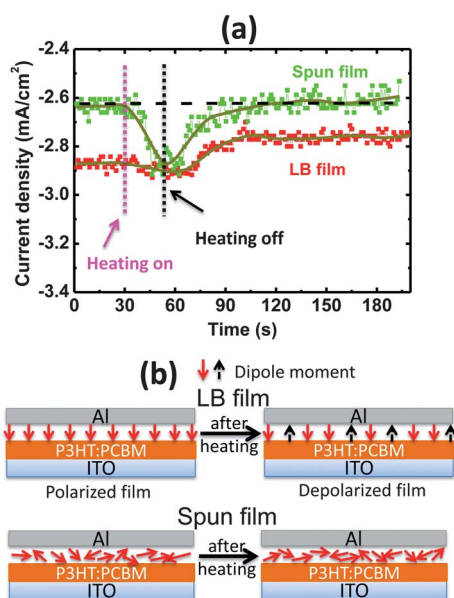 (a)
Current density (mA/cm²)
-2.4
-2.6
-2.8
-3.0
-3.4
Spun film
LB film
Heating on
Heating off
0
30
60
90
120
150
180
Time (s)
(b)
Dipole moment
LB film
Al
P3HT:PCBM
ITO
Polarized film
after
heating
Al
P3HT:PCBM
ITO
Depolarized film
Spun film
Al
P3HT:PCBM
ITO
after
heating
Al
P3HT:PCBM
ITO